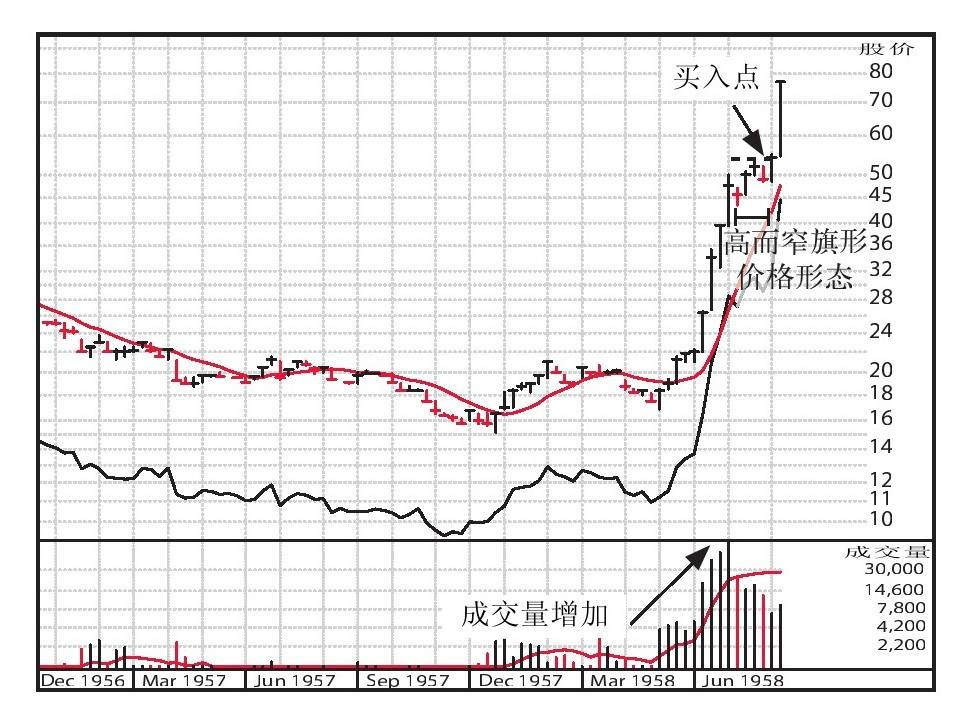 股价
80
买入点
70
60
50
45
40
高而窄旗形
36
价格形态
32
28
24
20
18
16
14
12
11
10
成交量
30,000
14,600
成交量增加
7,800
4,200
2,200
Dec 1956
Mar 1957
Jun 1957
Sep 1957
Dec 1957
Mar 1958
Jun 1958